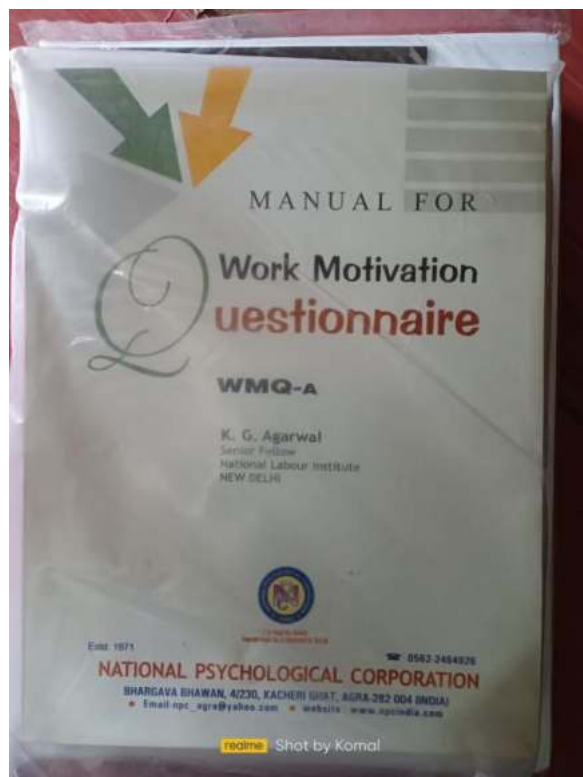 MANUAL FOR
Work Motivation
Questionnaire
WMQ-A
K. G. Agarwal
Senior Fellow
National Labour Institute
NEW DELHI
Estd. 1971
☎ 0562-2464926
NATIONAL PSYCHOLOGICAL CORPORATION
BHARGAVA BHAWAN, 4/230, KACHERI GHAT, AGRA-282 004 (INDIA)
Email-npc_agra@yahoo.com website : www.npcindia.com
realme Shot by Komal